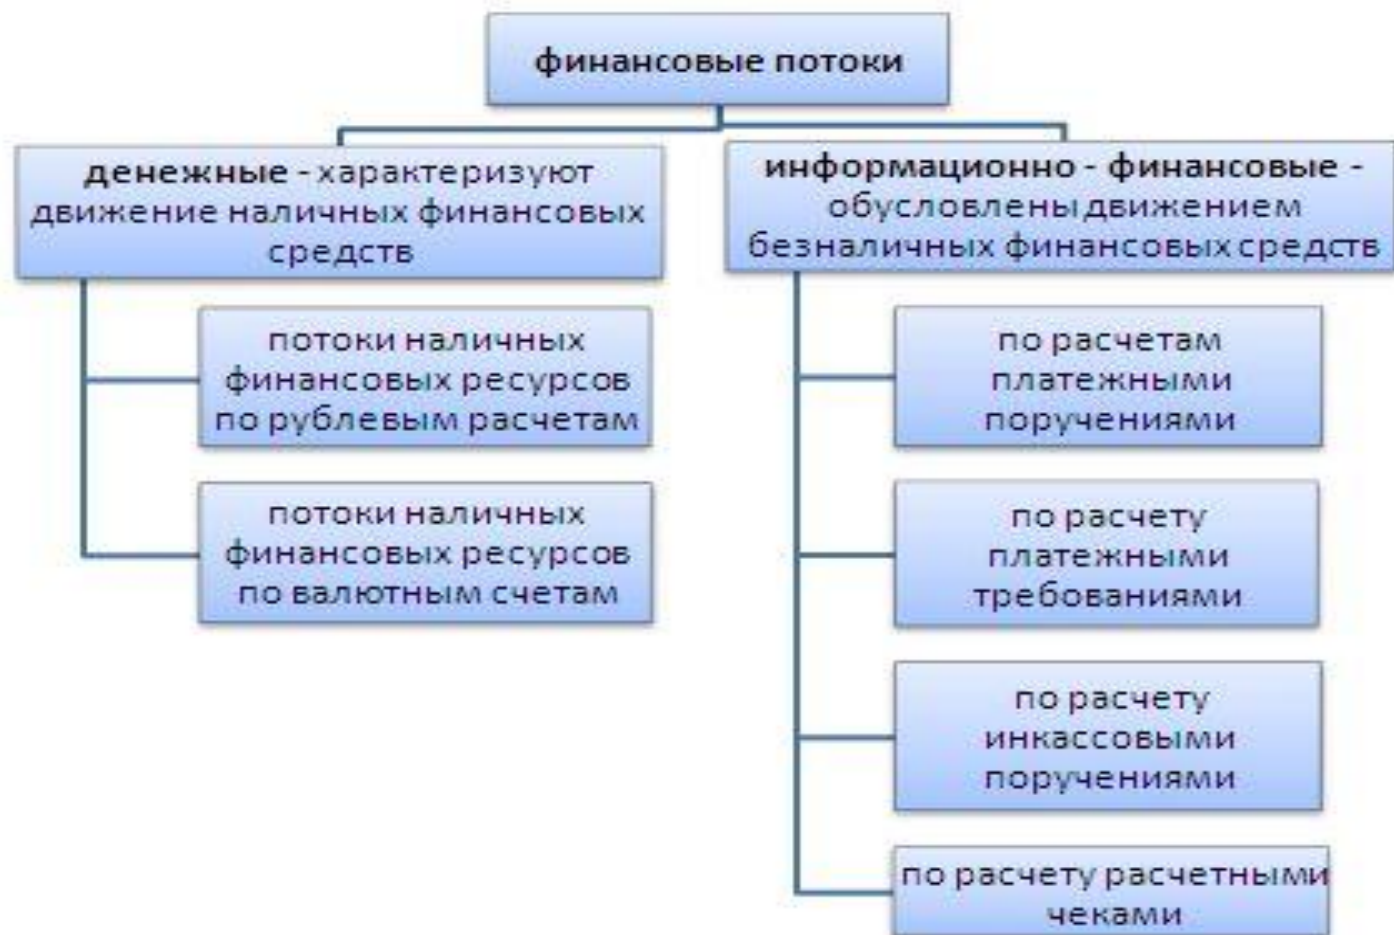 финансовые потоки
денежные - характеризуют
движение наличных финансовых
средств
потоки наличных
финансовых ресурсов
по рублевым расчетам
потоки наличных
финансовых ресурсов
по валютным счетам
информационно - финансовые -
обусловлены движением
безналичных финансовых средств
по расчетам
платежными
поручениями
по расчету
платежными
требованиями
по расчету
инкассовыми
поручениями
по расчету расчетными
чеками